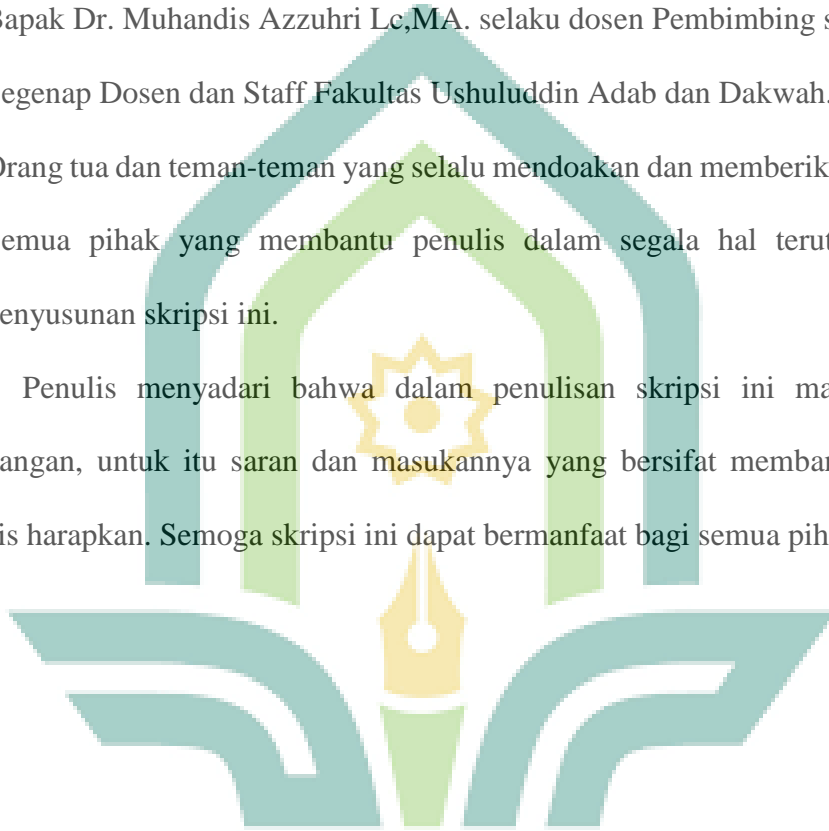 Bapak Dr. Muhandis Azzuhri Lc,MA. selaku dosen Pembimbing s
egenap Dosen dan Staff Fakultas Ushuluddin Adab dan Dakwah.
Orang tua dan teman-teman yang selalu mendoakan dan memberik
emua pihak yang membantu penulis dalam segala hal terut
enyusunan skripsi ini.
Penulis menyadari bahwa dalam penulisan skripsi ini ma
angan, untuk itu saran dan masukannya yang bersifat memban
is harapkan. Semoga skripsi ini dapat bermanfaat bagi semua pih